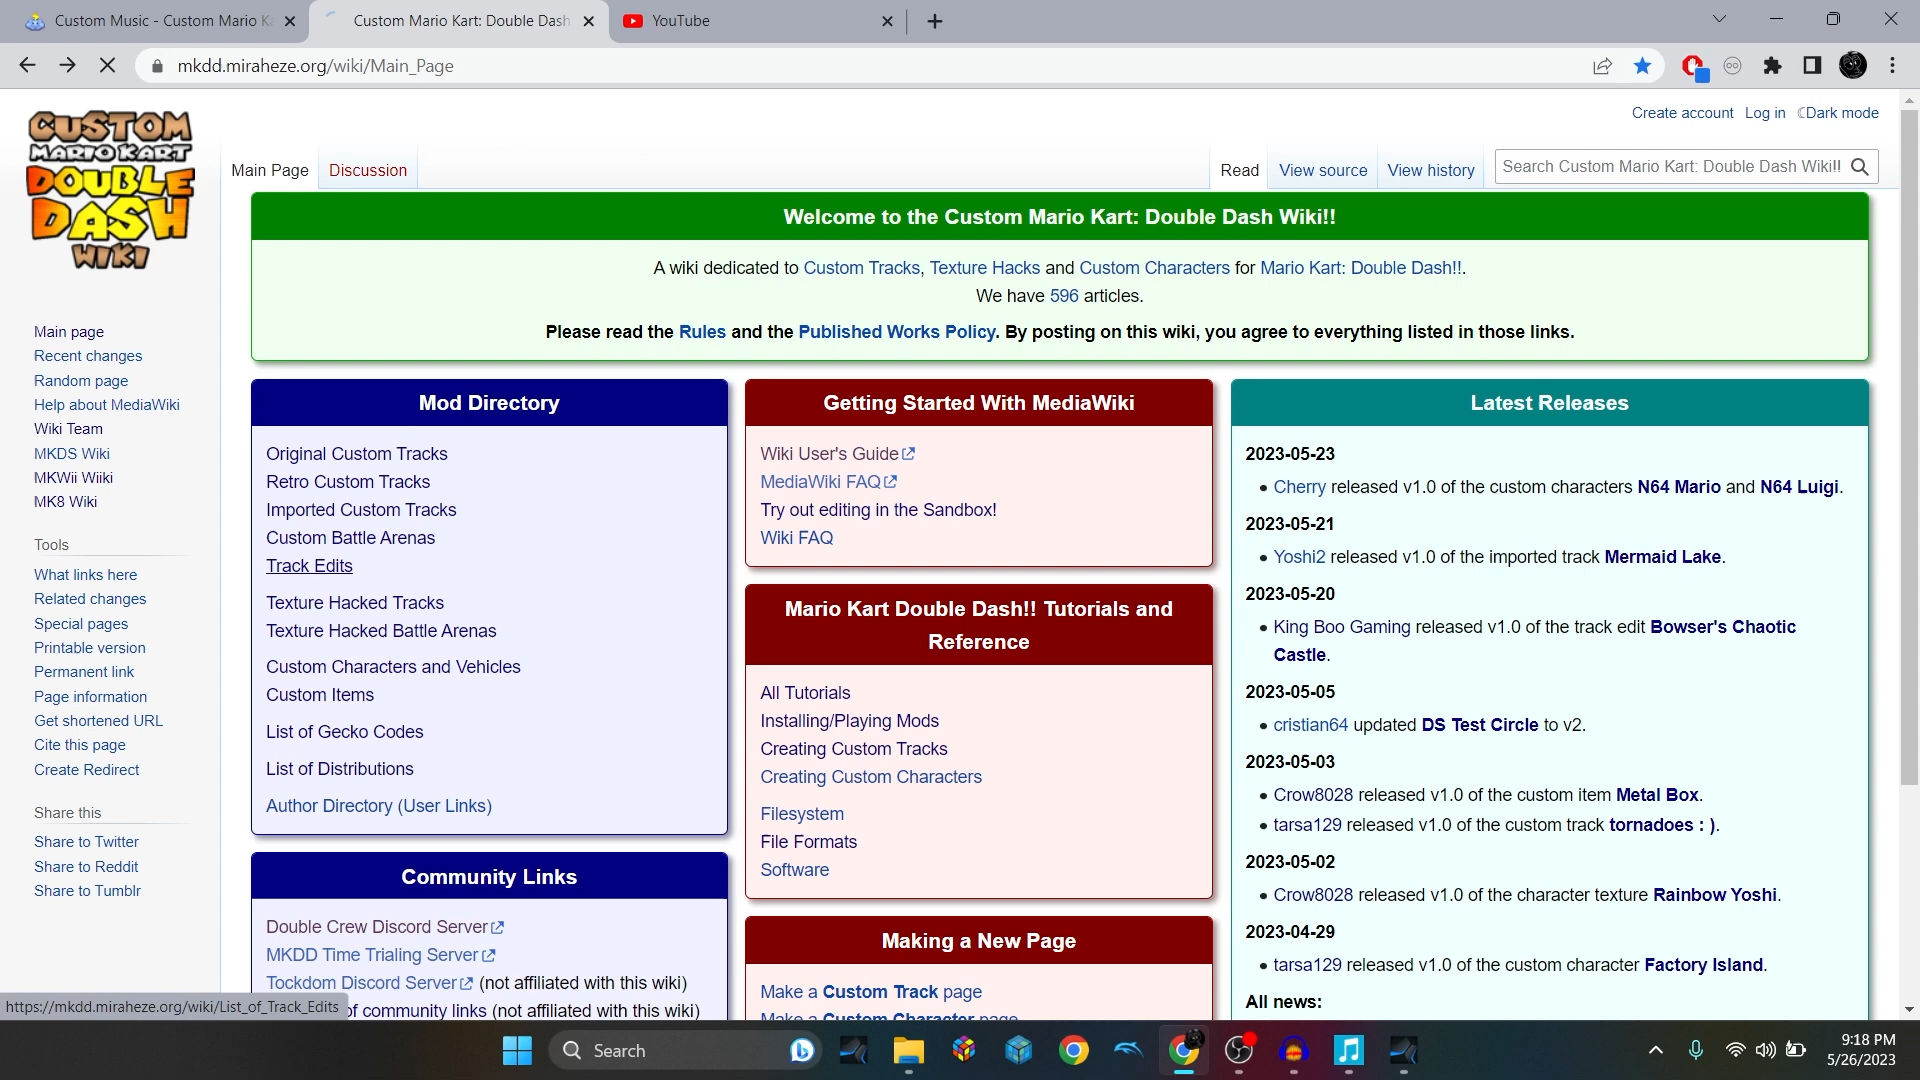 Custom Music - Custom Mario Ka
Custom Mario Kart: Double Dash
YouTube
mkdd.miraheze.org/wiki/Main_Page
CUSTOM
MARIO KART
DOUBLE
DASH
WIKI
Create account Log in Dark mode
Main Page Discussion Read View source View history Search Custom Mario Kart: Double Dash Wiki!!
Welcome to the Custom Mario Kart: Double Dash Wiki!!
A wiki dedicated to Custom Tracks, Texture Hacks and Custom Characters for Mario Kart: Double Dash!!.
We have 596 articles.
Please read the Rules and the Published Works Policy. By posting on this wiki, you agree to everything listed in those links.
Main page
Recent changes
Random page
Help about MediaWiki
Wiki Team
MKDS Wiki
MKWii Wiiki
MK8 Wiki
Tools
What links here
Related changes
Special pages
Printable version
Permanent link
Page information
Get shortened URL
Cite this page
Create Redirect
Share this
Share to Twitter
Share to Reddit
Share to Tumblr
Mod Directory
Original Custom Tracks
Retro Custom Tracks
Imported Custom Tracks
Custom Battle Arenas
Track Edits
Texture Hacked Tracks
Texture Hacked Battle Arenas
Custom Characters and Vehicles
Custom Items
List of Gecko Codes
List of Distributions
Author Directory (User Links)
Community Links
Double Crew Discord Server
MKDD Time Trialing Server
Tockdom Discord Server (not affiliated with this wiki)
of community links (not affiliated with this wiki)
Getting Started With MediaWiki
Wiki User's Guide
MediaWiki FAQ
Try out editing in the Sandbox!
Wiki FAQ
Mario Kart Double Dash!! Tutorials and
Reference
All Tutorials
Installing/Playing Mods
Creating Custom Tracks
Creating Custom Characters
Filesystem
File Formats
Software
Making a New Page
Make a Custom Track page
Make a Custom Character page
Latest Releases
2023-05-23
Cherry released v1.0 of the custom characters N64 Mario and N64 Luigi.
2023-05-21
Yoshi2 released v1.0 of the imported track Mermaid Lake.
2023-05-20
King Boo Gaming released v1.0 of the track edit Bowser's Chaotic
Castle.
2023-05-05
cristian64 updated DS Test Circle to v2.
2023-05-03
Crow8028 released v1.0 of the custom item Metal Box.
tarsa129 released v1.0 of the custom track tornadoes : ).
2023-05-02
Crow8028 released v1.0 of the character texture Rainbow Yoshi.
2023-04-29
tarsa129 released v1.0 of the custom character Factory Island.
All news:
https://mkdd.miraheze.org/wiki/List_of_Track_Edits
Search
9:18 PM
5/26/2023